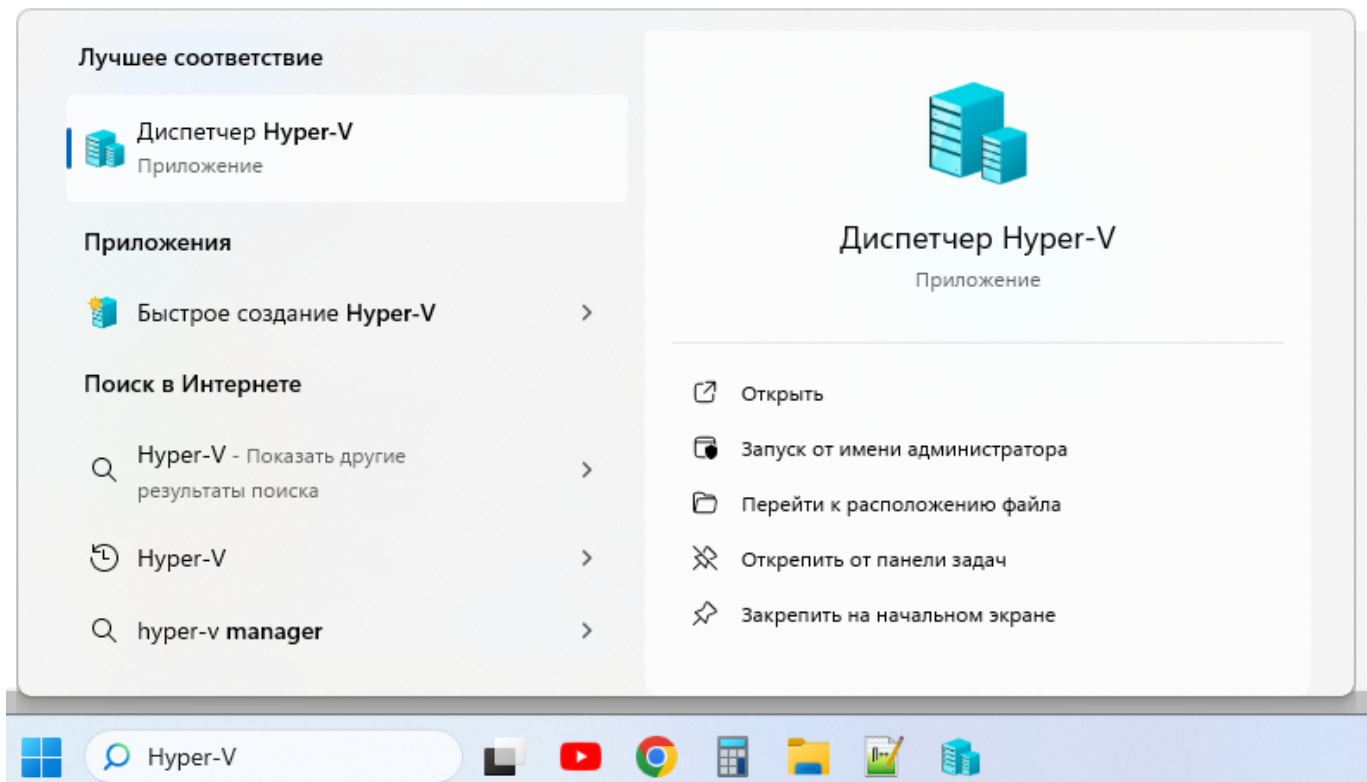 Лучшее соответствие
Диспетчер Hyper-V
Приложение
Приложения
Быстрое создание Hyper-V
Поиск в Интернете
Hyper-V - Показать другие
результаты поиска
Hyper-V
hyper-v manager
Диспетчер Hyper-V
Приложение
Открыть
Запуск от имени администратора
Перейти к расположению файла
Открепить от панели задач
Закрепить на начальном экране
Hyper-V